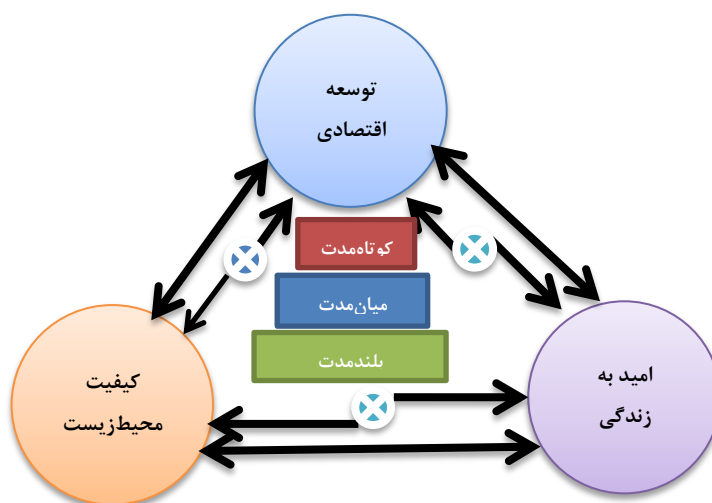 توسعه
اقتصادی
کوتاه‌مدت
میان‌مدت
بلندمدت
امید به
زندگی
کیفیت
محیط‌زیست